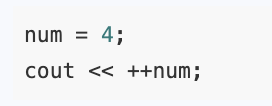 num = 4;
cout << ++num;